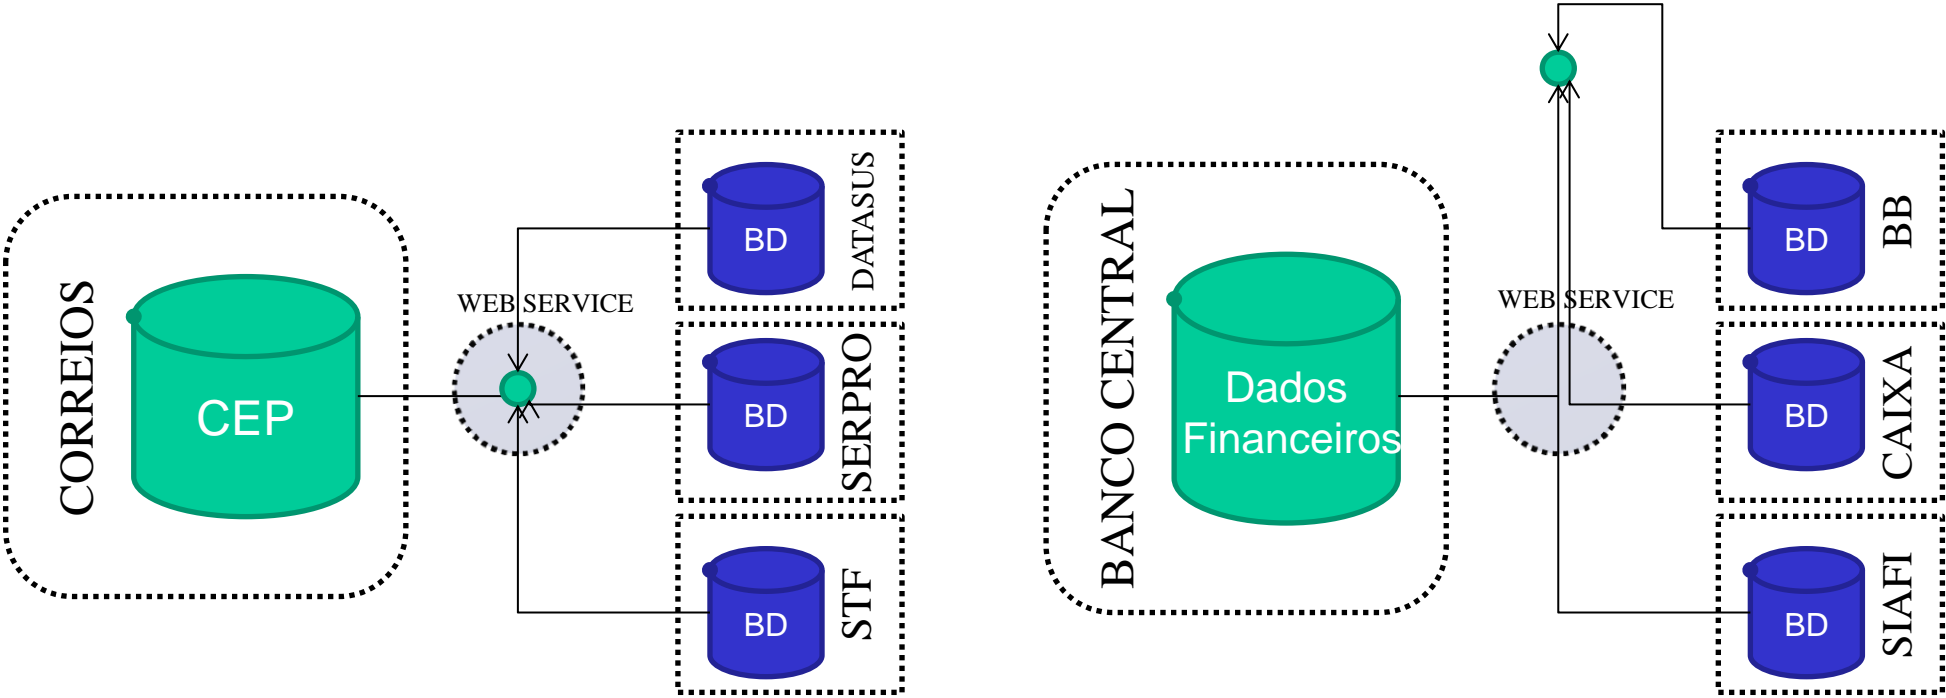 CORREIOS
CEP
WEB SERVICE
BD
DATASUS
BD
SERPRO
BD
STF
BANCO CENTRAL
Dados
Financeiros
WEB SERVICE
BD
BB
BD
CAIXA
BD
SIAFI